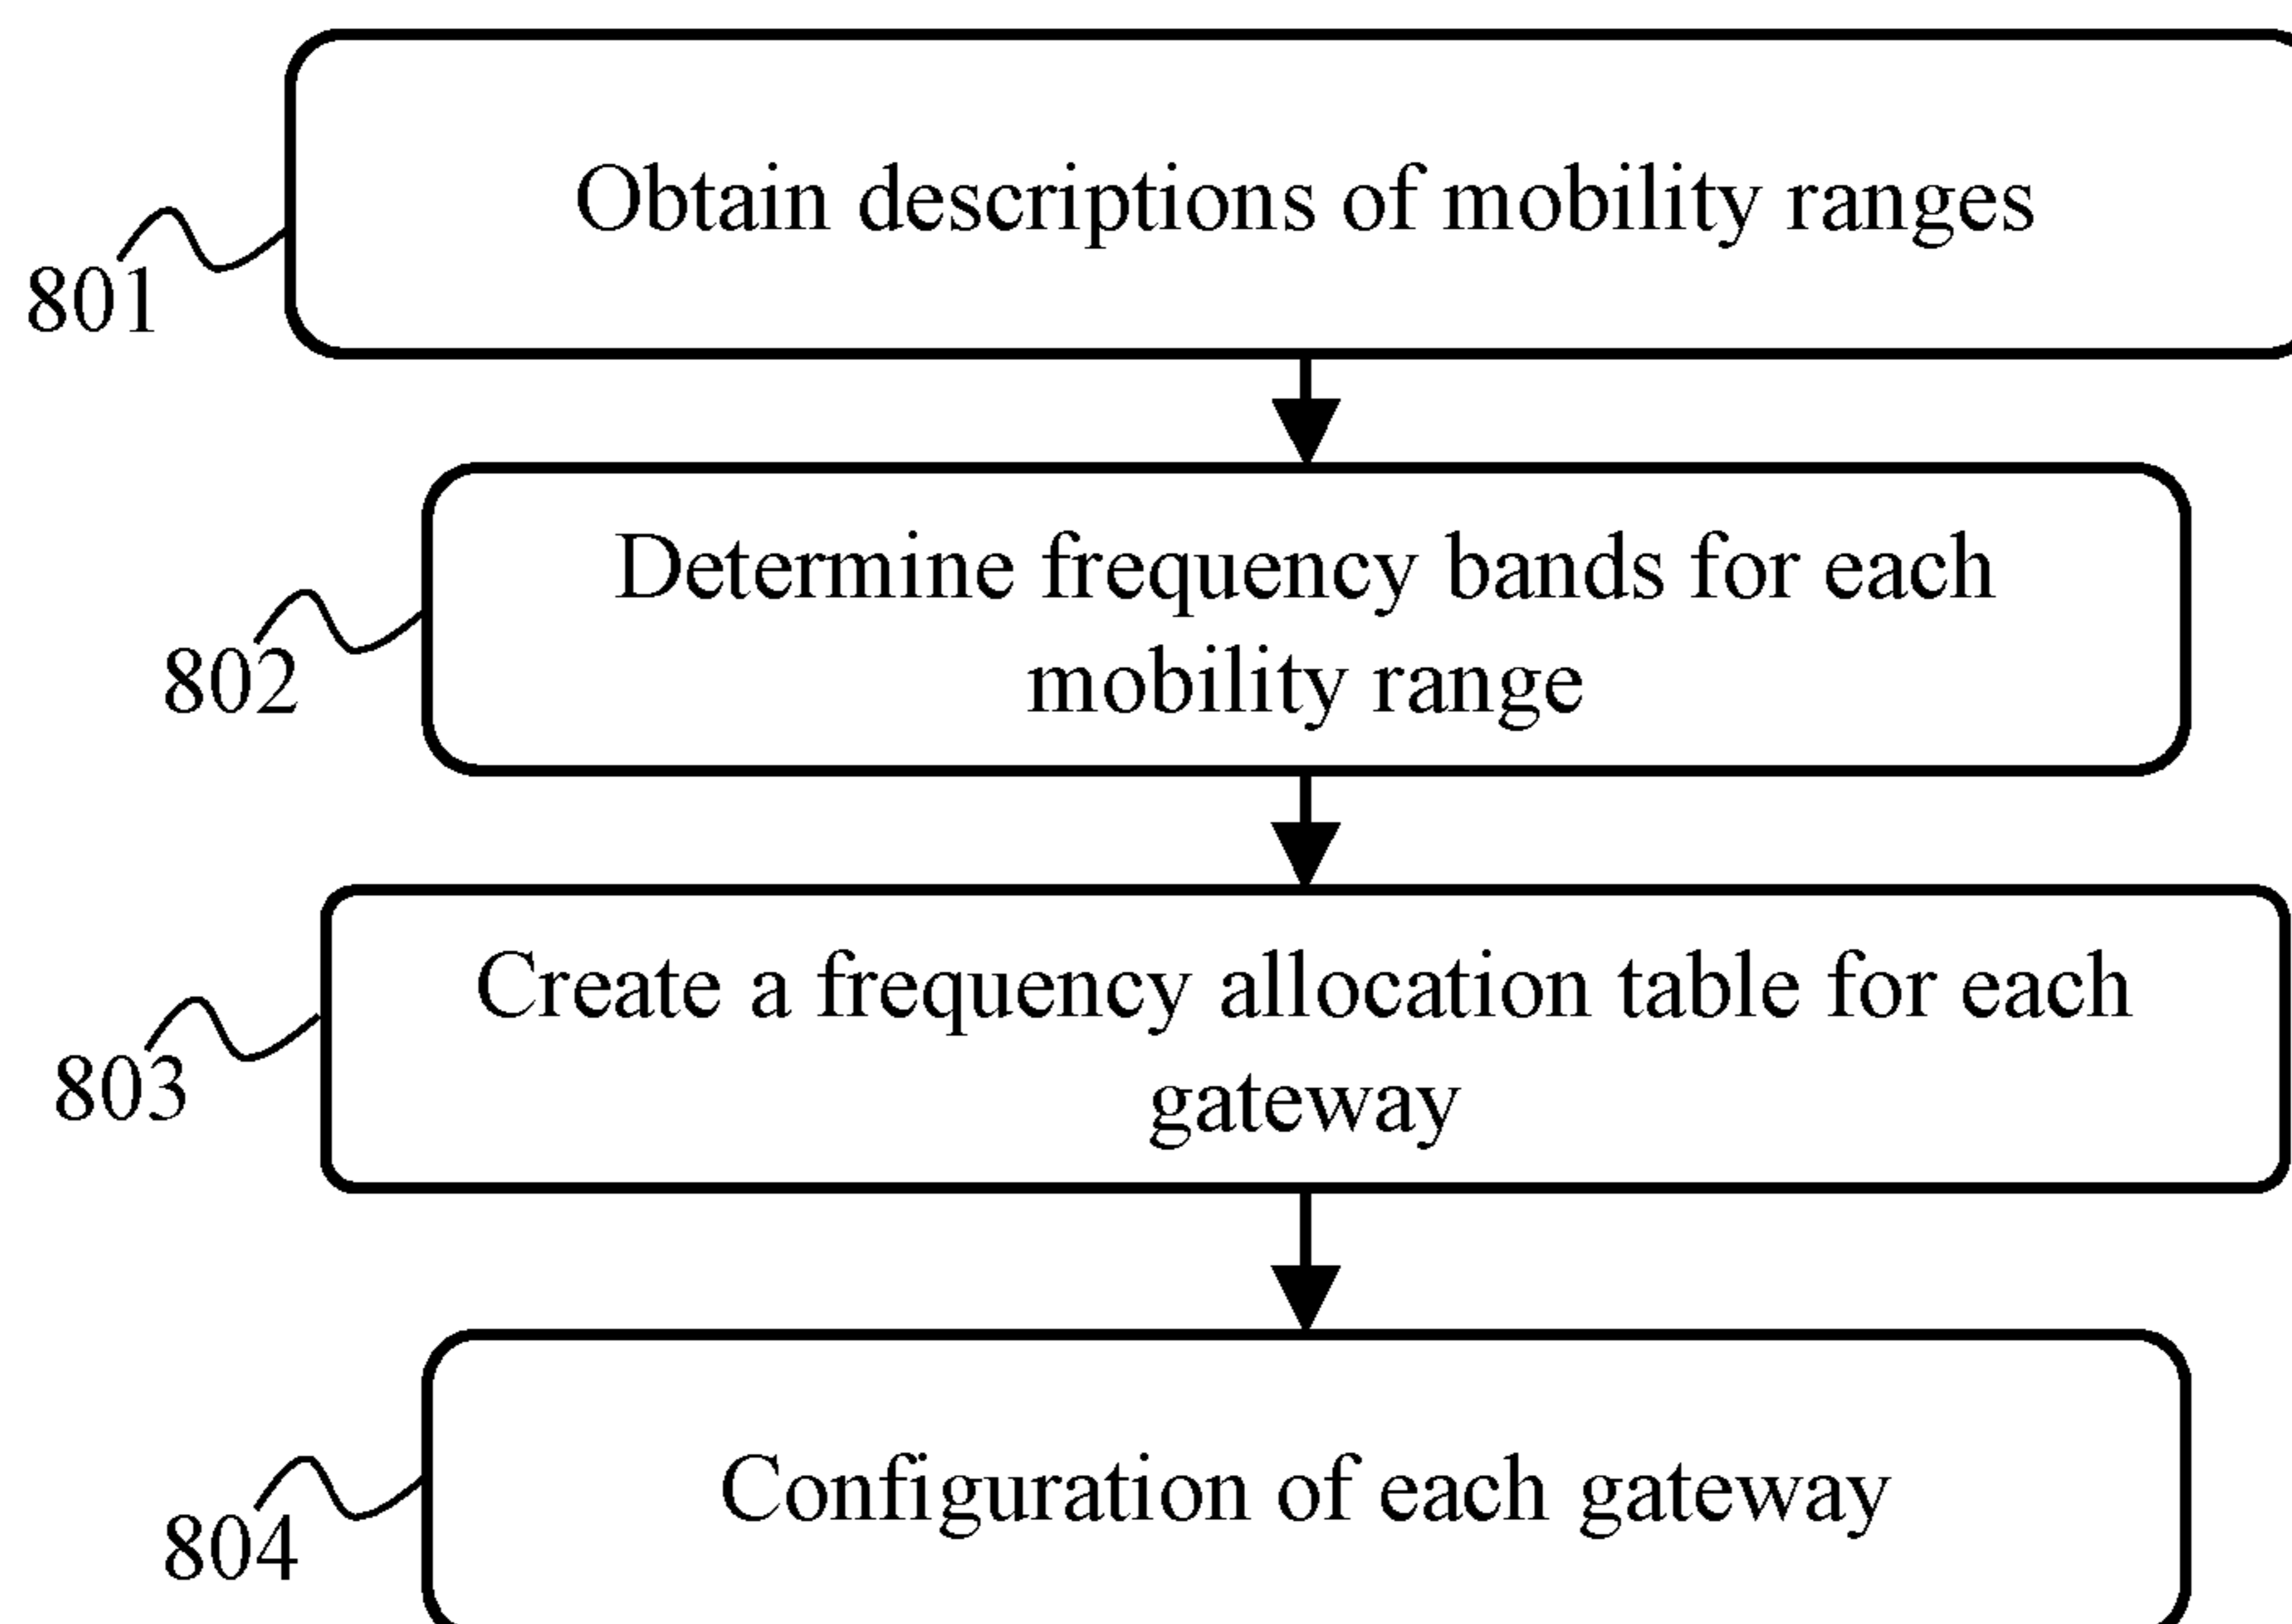 Obtain descriptions of mobility ranges
801
Determine frequency bands for each
mobility range
802
Create a frequency allocation table for each
gateway
803
Configuration of each gateway
804